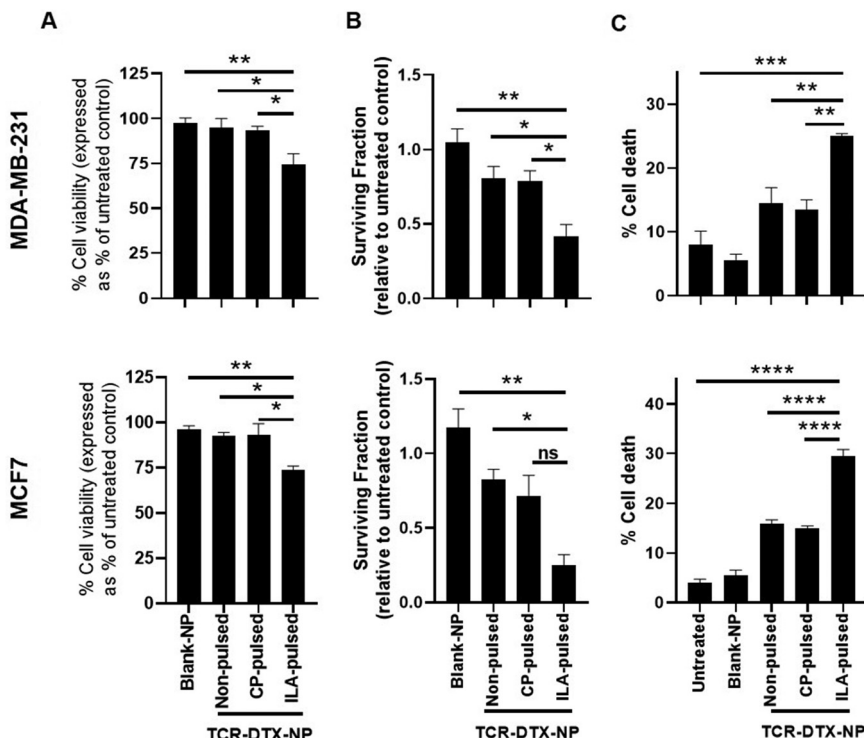 A
B
C
MDA-MB-231
% Cell viability (expressed
as % of untreated control)
125
100
75
50
25
0
**
*
*
Surviving Fraction
(relative to untreated control)
1.5
1.0
0.5
0.0
**
*
*
% Cell death
30
20
10
0
***
**
**
MCF7
% Cell viability (expressed
as % of untreated control)
125
100
75
50
25
0
**
*
*
Blank-NP
Non-pulsed
CP-pulsed
ILA-pulsed
TCR-DTX-NP
Surviving Fraction
(relative to untreated control)
1.5
1.0
0.5
0.0
**
*
ns
Blank-NP
Non-pulsed
CP-pulsed
ILA-pulsed
TCR-DTX-NP
% Cell death
40
30
20
10
0
****
****
****
Untreated
Blank-NP
Non-pulsed
CP-pulsed
ILA-pulsed
TCR-DTX-NP